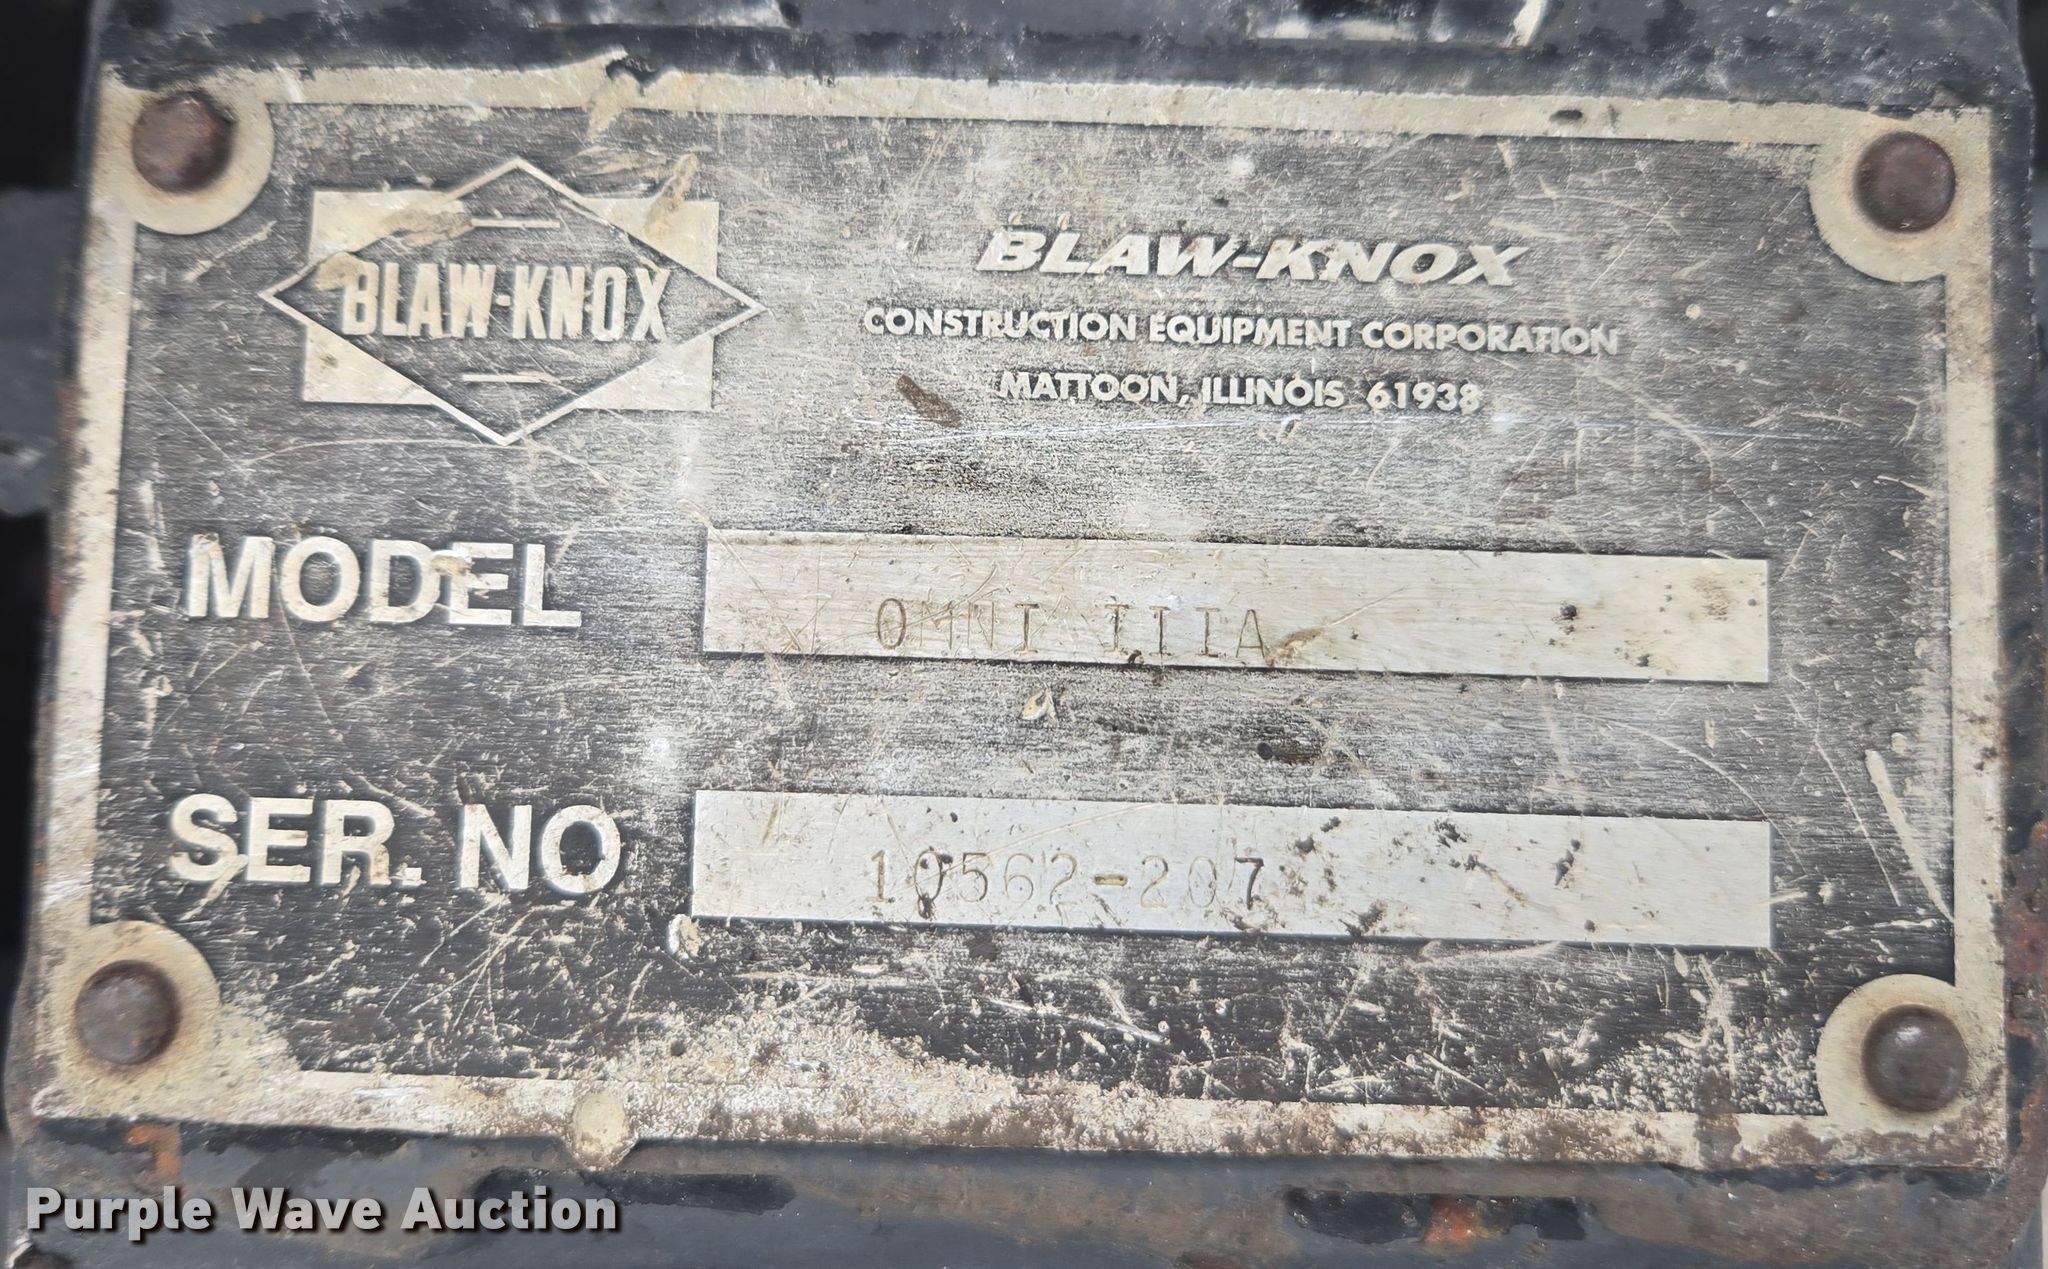 BLAW-KNOX
BLAW-KNOX
CONSTRUCTION EQUIPMENT CORPORATION
MATTOON, ILLINOIS 61938
MODEL OMNI IIIA
SER. NO 10562-207
Purple Wave Auction